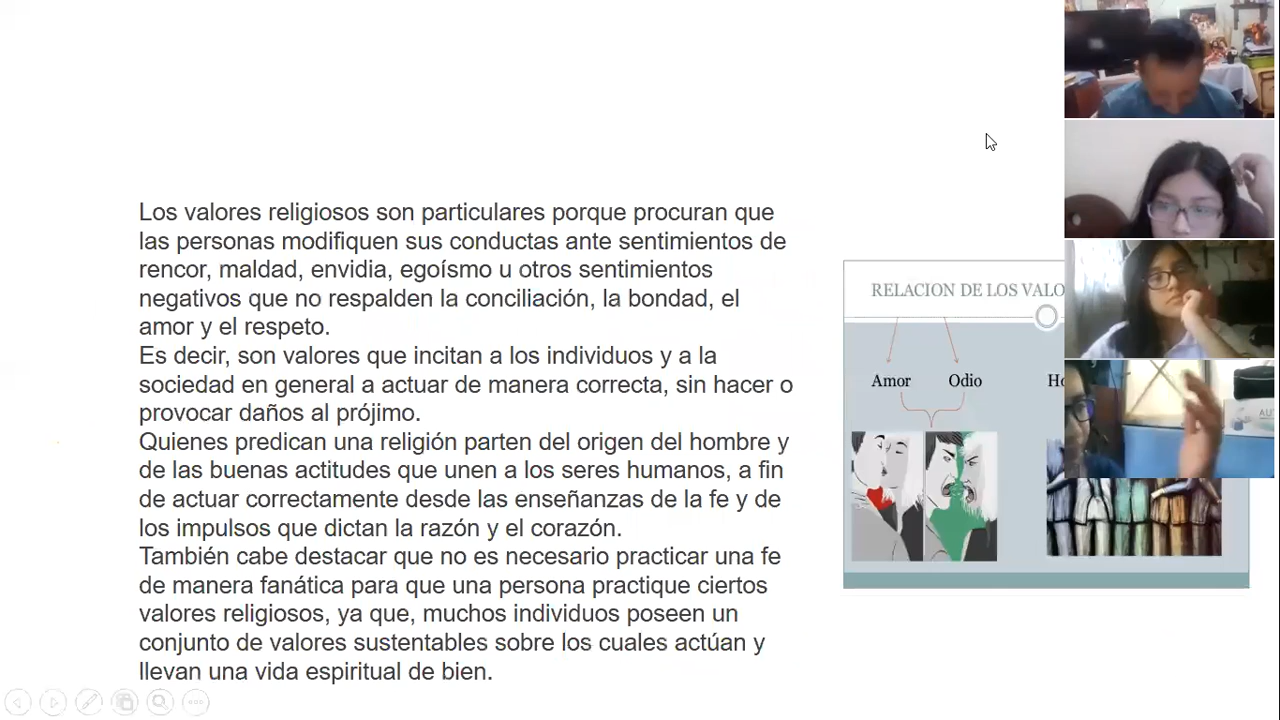 Los valores religiosos son particulares porque procuran que
las personas modifiquen sus conductas ante sentimientos de
rencor, maldad, envidia, egoísmo u otros sentimientos
negativos que no respalden la conciliación, la bondad, el
amor y el respeto.
Es decir, son valores que incitan a los individuos y a la
sociedad en general a actuar de manera correcta, sin hacer o
provocar daños al prójimo.
Quienes predican una religión parten del origen del hombre y
de las buenas actitudes que unen a los seres humanos, a fin
de actuar correctamente desde las enseñanzas de la fe y de
los impulsos que dictan la razón y el corazón.
También cabe destacar que no es necesario practicar una fe
de manera fanática para que una persona practique ciertos
valores religiosos, ya que, muchos individuos poseen un
conjunto de valores sustentables sobre los cuales actúan y
llevan una vida espiritual de bien.
RELACION DE LOS VALO
Amor Odio Ho